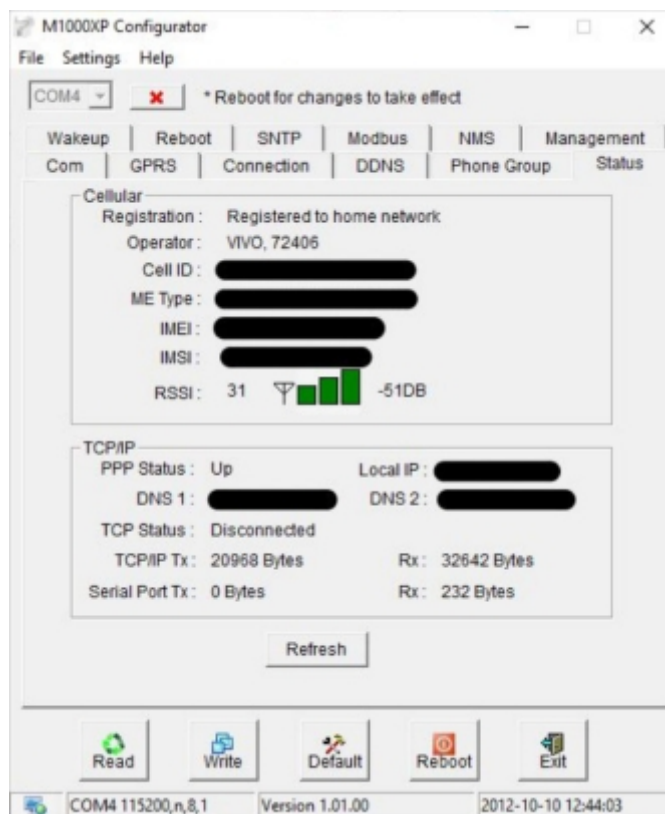 M1000XP Configurator
File Settings Help
COM4 * Reboot for changes to take effect
Wakeup Reboot SNTP Modbus NMS Management
Com GPRS Connection DDNS Phone Group Status
Cellular
Registration : Registered to home network
Operator : VIVO, 72406
Cell ID :
ME Type :
IMEI :
IMSI :
RSSI : 31 -51DB
TCP/IP
PPP Status : Up Local IP :
DNS 1 : DNS 2 :
TCP Status : Disconnected
TCP/IP Tx : 20968 Bytes Rx : 32642 Bytes
Serial Port Tx : 0 Bytes Rx : 232 Bytes
Refresh
Read Write Default Reboot Exit
COM4 115200,n,8,1 Version 1.01.00 2012-10-10 12:44:03